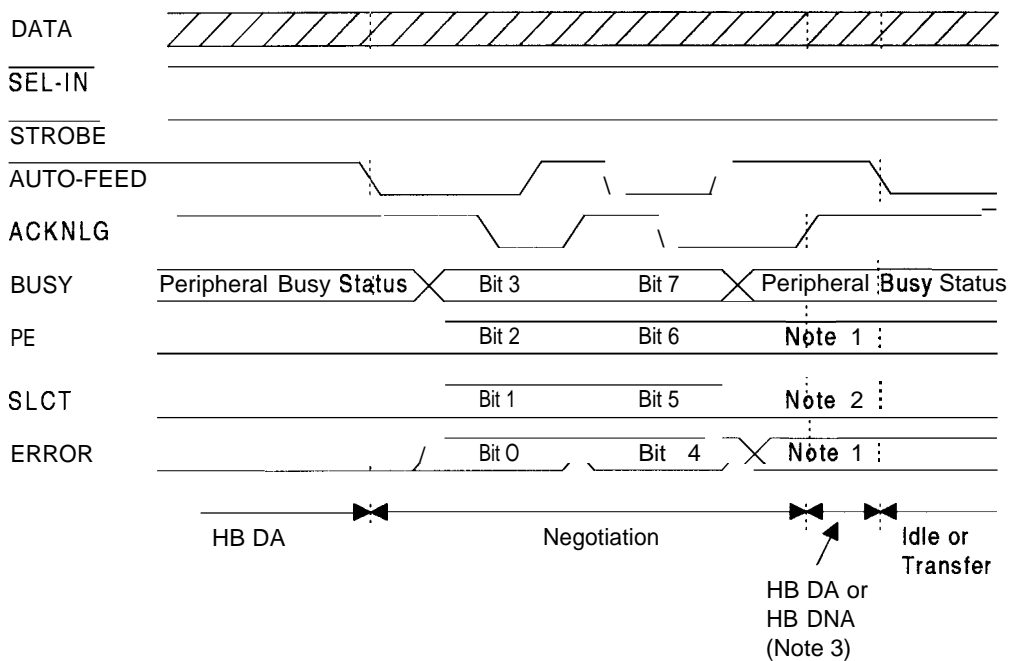 DATA
SEL-IN
STROBE
AUTO-FEED
ACKNLG
BUSY Peripheral Busy Status Bit 3 Bit 7 Peripheral Busy Status
PE Bit 2 Bit 6 Note 1
SLCT Bit 1 Bit 5 Note 2
ERROR Bit 0 Bit 4 Note 1
HB DA Negotiation Idle or
Transfer
HB DA or
HB DNA
(Note 3)